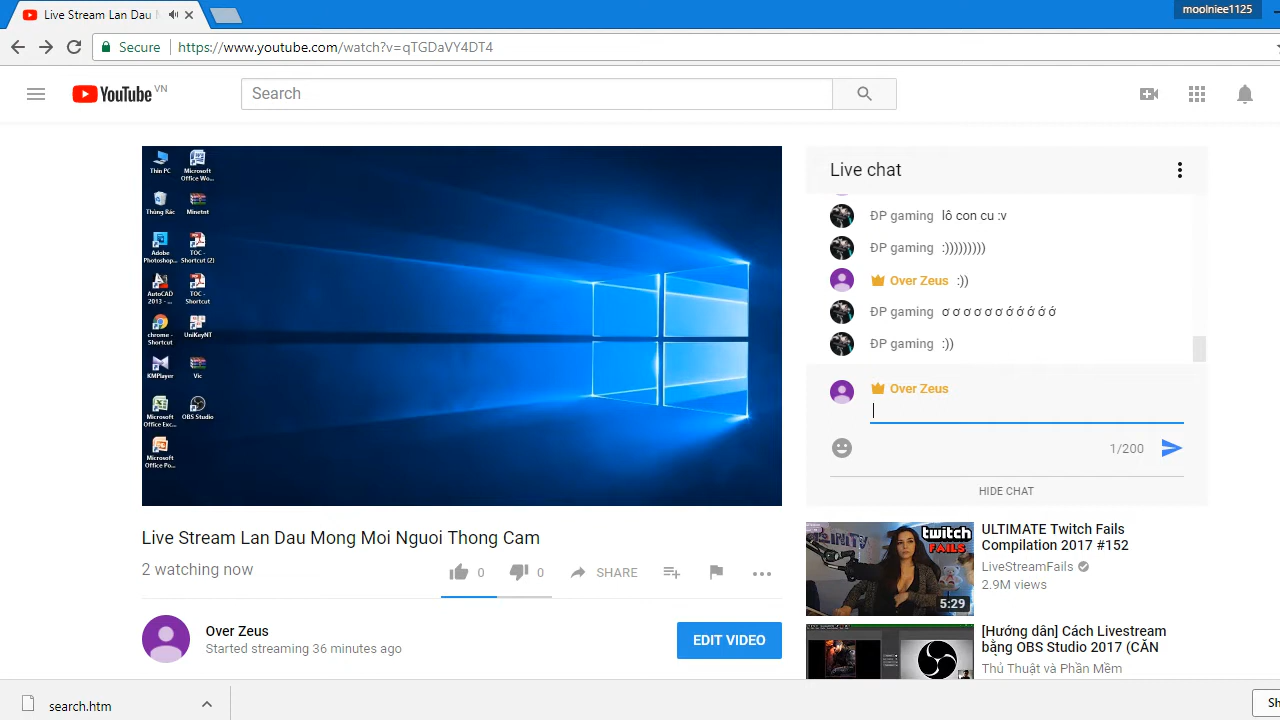 Live Stream Lan Dau M
moolniee1125
Secure
https://www.youtube.com/watch?v=qTGDaVY4DT4
YouTube VN
Search
Thin PC
Microsoft Office Wo...
Thùng Rác
Minetnt
Adobe Photoshop...
TOC - Shortcut (2)
AutoCAD 2013 - ...
TOC - Shortcut
chrome - Shortcut
UniKeyNT
KMPlayer
Vic
Microsoft Office Exc...
OBS Studio
Microsoft Office Po...
Live chat
ĐP gaming lô con cu :v
ĐP gaming :)))))))))
Over Zeus :))
ĐP gaming ơ ơ ơ ơ ơ ơ ớ ớ ớ ớ ớ
ĐP gaming :))
Over Zeus
1/200
HIDE CHAT
Live Stream Lan Dau Mong Moi Nguoi Thong Cam
2 watching now
0
0
SHARE
Over Zeus
Started streaming 36 minutes ago
EDIT VIDEO
twitch
FAILS
5:29
ULTIMATE Twitch Fails
Compilation 2017 #152
LiveStreamFails
2.9M views
[Hướng dẫn] Cách Livestream
bằng OBS Studio 2017 (CĂN
Thủ Thuật và Phần Mềm
search.htm
Sh